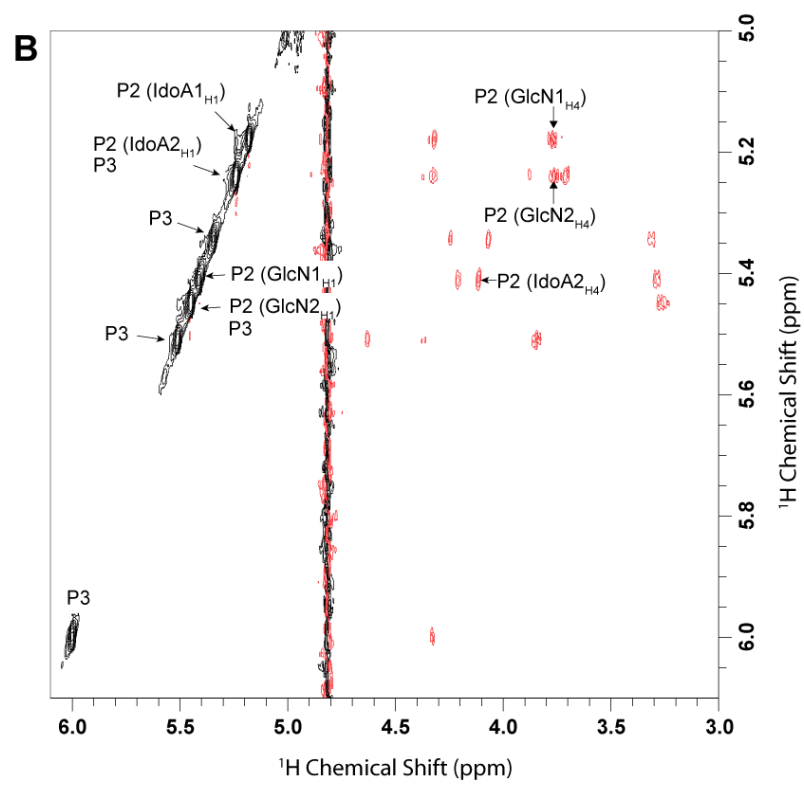 B
P2 (IdoA1H1)
P2 (IdoA2H1)
P3
P3
P2 (GlcN1H1)
P2 (GlcN2H1)
P3
P3
P3
P2 (GlcN1H4)
P2 (GlcN2H4)
P2 (IdoA2H4)
5.0
5.2
5.4
5.6
5.8
6.0
1H Chemical Shift (ppm)
6.0 5.5 5.0 4.5 4.0 3.5 3.0
1H Chemical Shift (ppm)